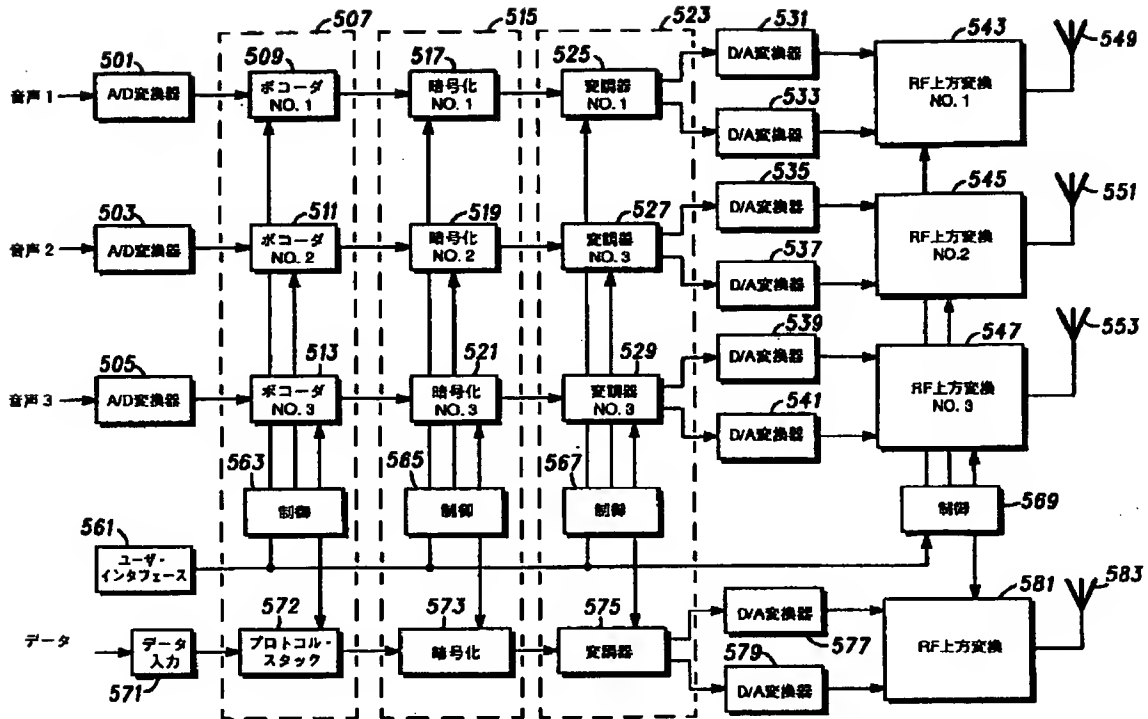 507
515
523
531
543
549
501
509
517
525
音声 1
A/D変換器
ボコーダ
NO. 1
暗号化
NO. 1
変調器
NO. 1
D/A変換器
RF上方変換
NO. 1
533
D/A変換器
535
545
551
503
511
519
527
D/A変換器
音声 2
A/D変換器
ボコーダ
NO. 2
暗号化
NO. 2
変調器
NO. 3
RF上方変換
NO.2
537
D/A変換器
539
547
553
505
513
521
529
D/A変換器
音声 3
A/D変換器
ボコーダ
NO. 3
暗号化
NO. 3
変調器
NO. 3
RF上方変換
NO. 3
541
D/A変換器
563
565
567
制御
制御
制御
制御
569
561
ユーザ・
インタフェース
572
573
575
581
583
データ
データ
入力
571
プロトコル・
スタック
暗号化
変調器
D/A変換器
577
RF上方変換
579
D/A変換器